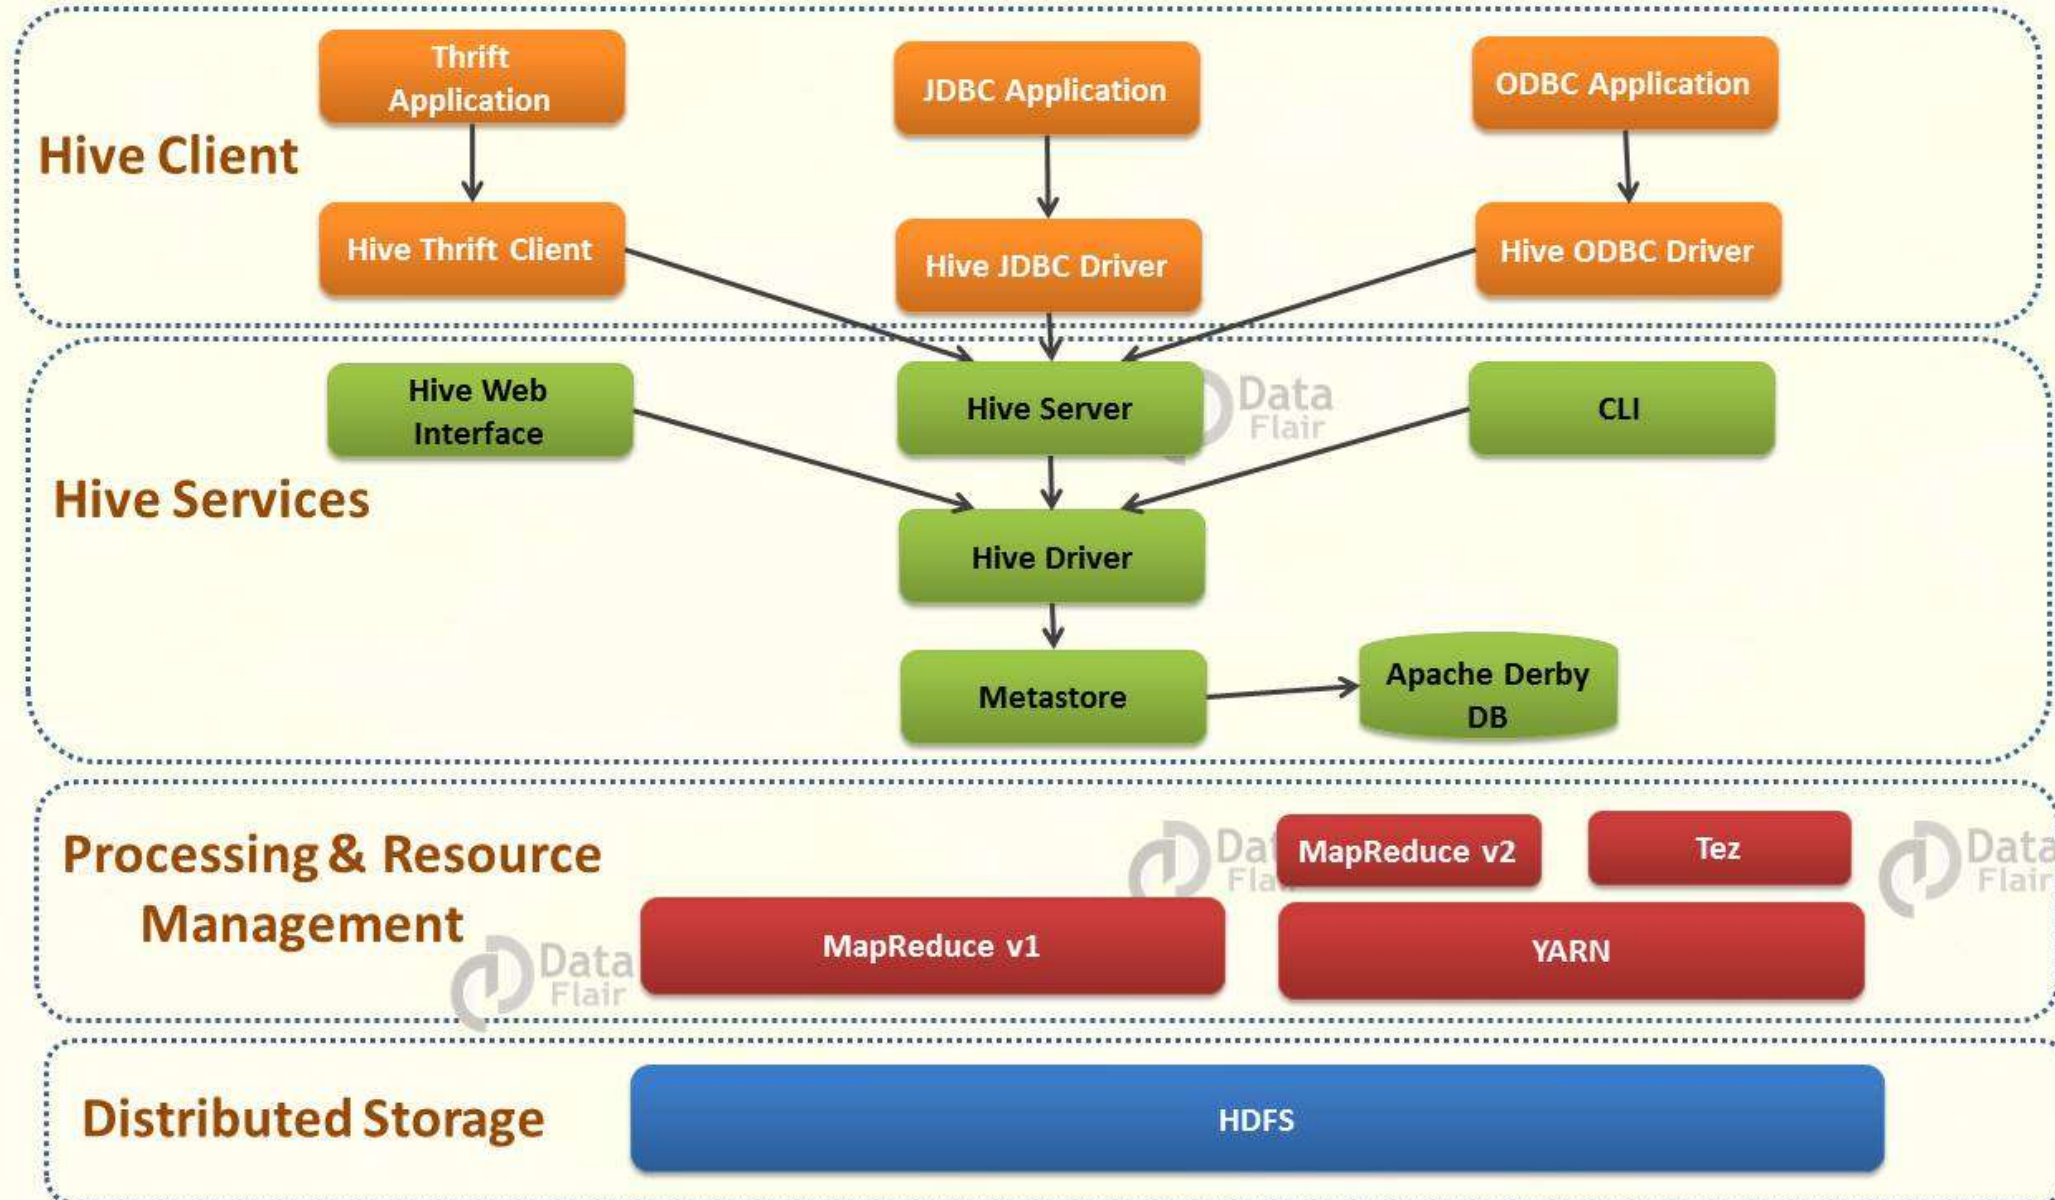 Hive Client
Thrift
Application
JDBC Application
ODBC Application
Hive Thrift Client
Hive JDBC Driver
Hive ODBC Driver
Hive Services
Hive Web
Interface
Hive Server
Data
Flair
CLI
Hive Driver
Metastore
Apache Derby
DB
Processing & Resource
Management
Data
Flair
MapReduce v2
Tez
Data
Flair
Data
Flair
MapReduce v1
YARN
Distributed Storage
HDFS